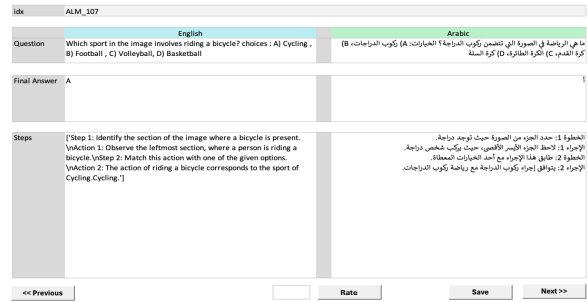 idx ALM_107
English Arabic
Question Which sport in the image involves riding a bicycle? choices : A) Cycling , ما هي الرياضة في الصورة التي تتضمن ركوب الدراجة؟ الخيارات: A) ركوب الدراجات، B)
B) Football , C) Volleyball, D) Basketball كرة القدم، C) الكرة الطائرة، D) كرة السلة
Final Answer A أ
Steps ['Step 1: Identify the section of the image where a bicycle is present. الخطوة 1: حدد الجزء من الصورة حيث توجد دراجة.
\nAction 1: Observe the leftmost section, where a person is riding a الإجراء 1: لاحظ الجزء الأيسر الأقصى، حيث يركب شخص دراجة.
bicycle.\nStep 2: Match this action with one of the given options. الخطوة 2: طابق هذا الإجراء مع أحد الخيارات المعطاة.
\nAction 2: The action of riding a bicycle corresponds to the sport of الإجراء 2: يتوافق إجراء ركوب الدراجة مع رياضة ركوب الدراجات.
Cycling.Cycling.']
<< Previous Rate Save Next >>